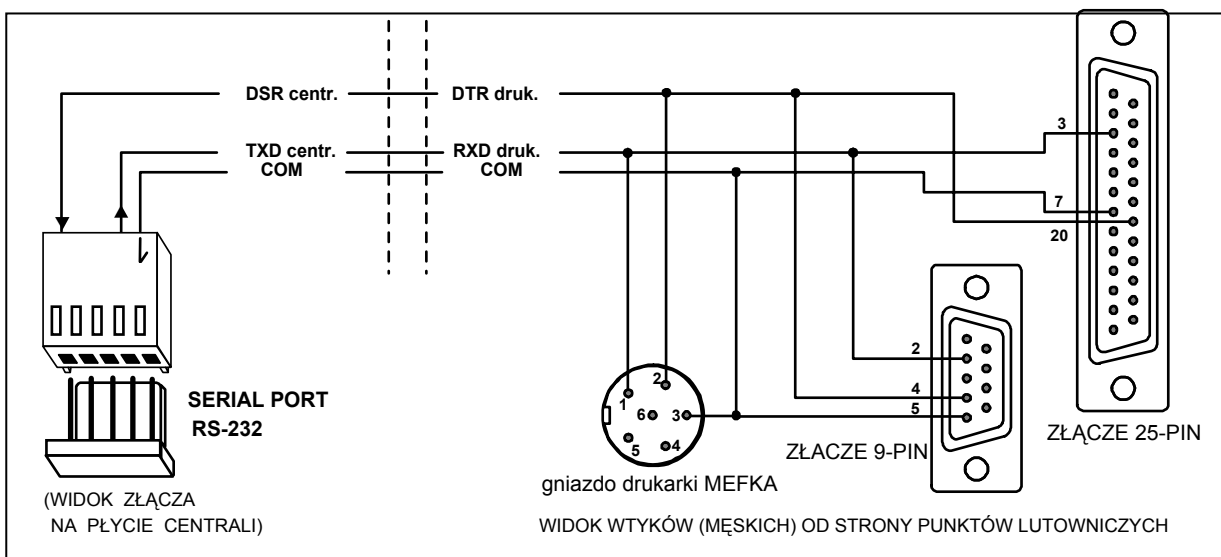 DSR centr. DTR druk.
TXD centr. RXD druk.
COM COM
3
7
20
2
4
5
1
2
6
3
5
4
SERIAL PORT
RS-232
ZŁĄCZE 25-PIN
ZŁACZE 9-PIN
gniazdo drukarki MEFKA
(WIDOK ZŁĄCZA
NA PŁYCIE CENTRALI)
WIDOK WTYKÓW (MĘSKICH) OD STRONY PUNKTÓW LUTOWNICZYCH